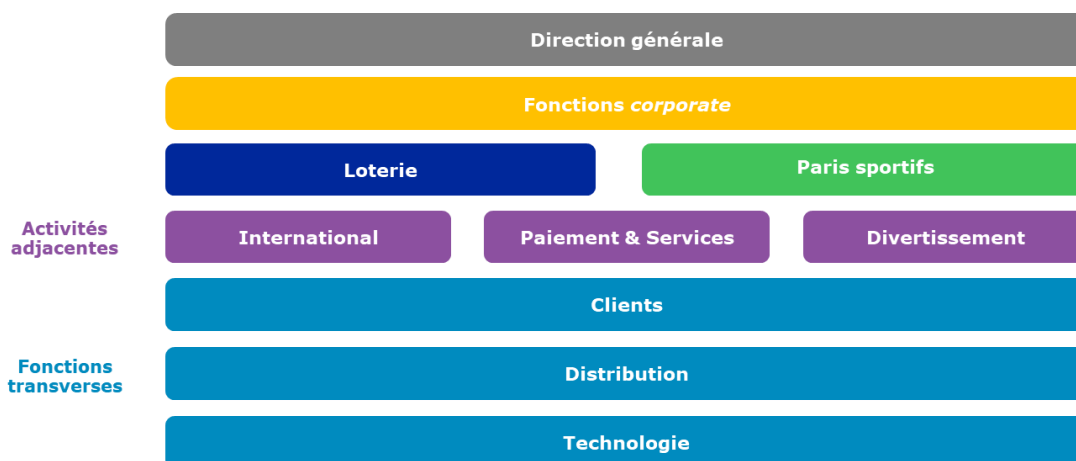 Direction générale
Fonctions corporate
Loterie
Paris sportifs
Activités
adjacentes
International
Paiement & Services
Divertissement
Clients
Fonctions
transverses
Distribution
Technologie